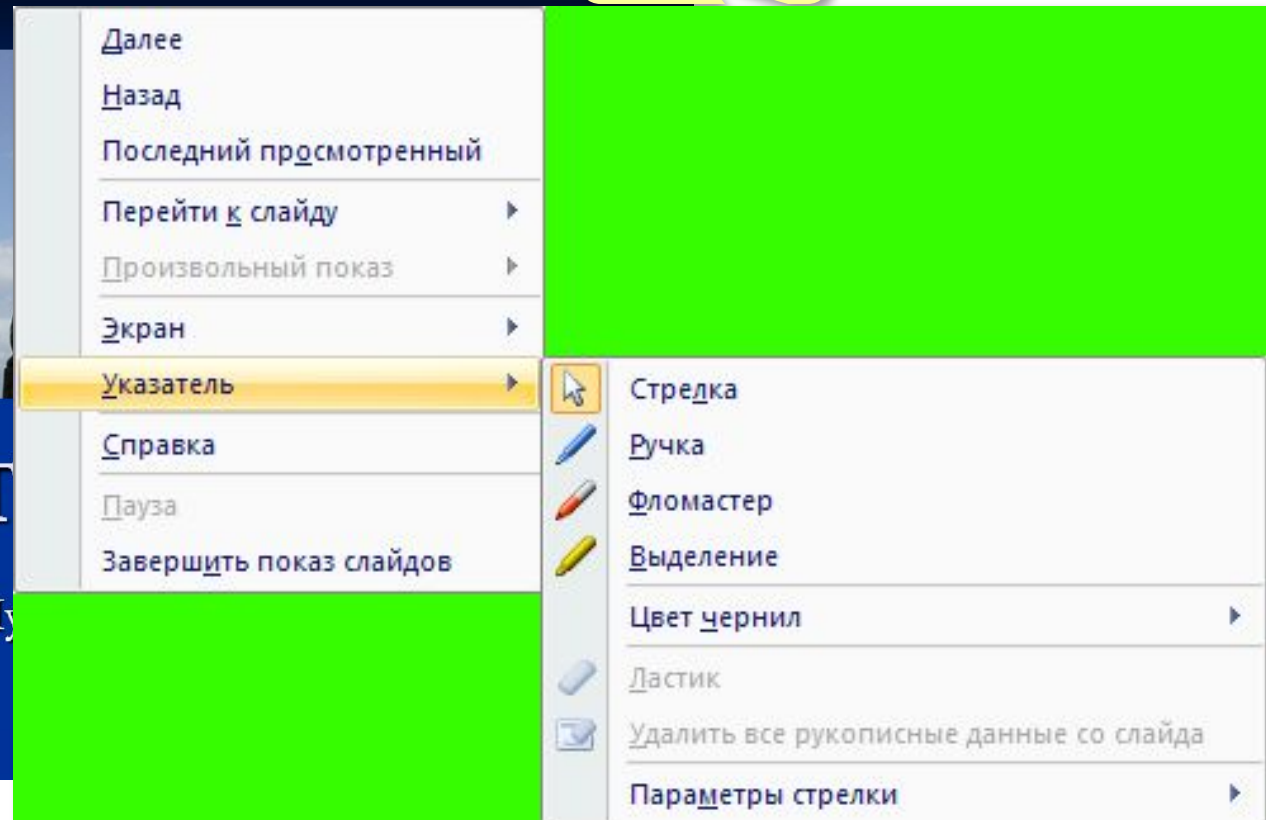 Далее
Назад
Последний просмотренный
Перейти к слайду
Произвольный показ
Экран
Указатель
Справка
Пауза
Завершить показ слайдов
Стрелка
Ручка
Фломастер
Выделение
Цвет чернил
Ластик
Удалить все рукописные данные со слайда
Параметры стрелки